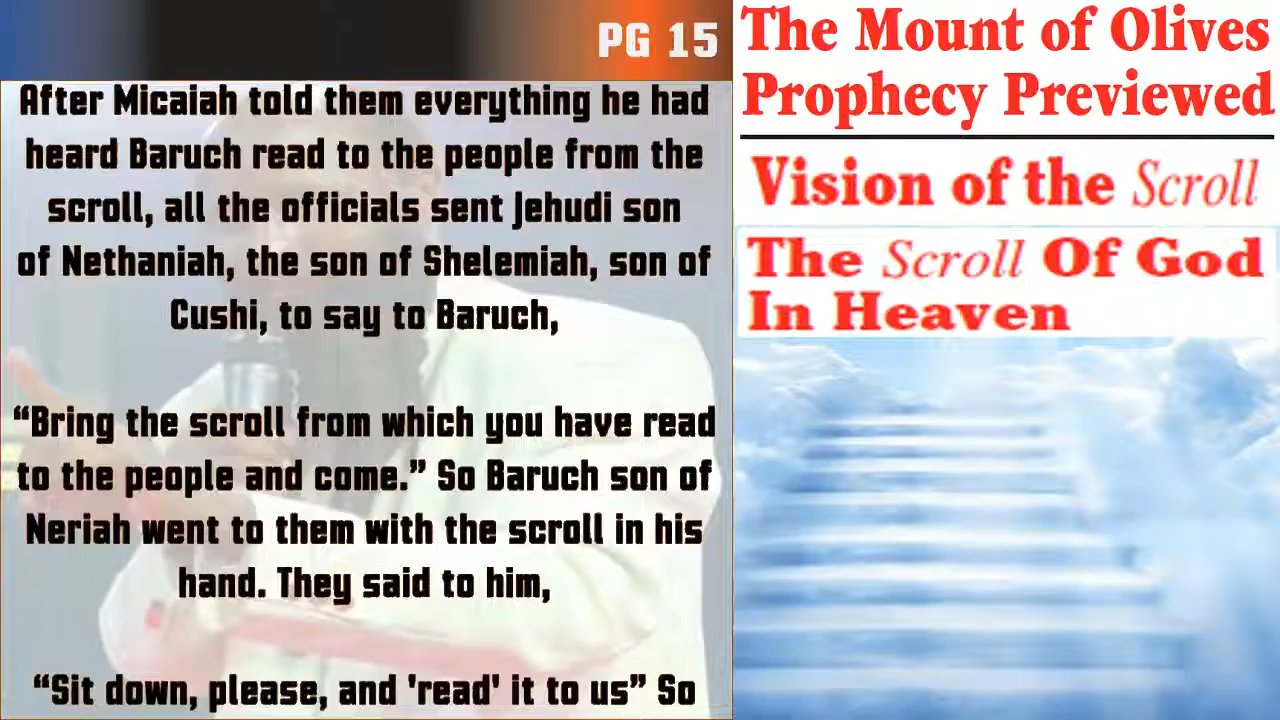 PG 15
After Micaiah told them everything he had
heard Baruch read to the people from the
scroll, all the officials sent Jehudi son
of Nethaniah, the son of Shelemiah, son of
Cushi, to say to Baruch,
“Bring the scroll from which you have read
to the people and come.” So Baruch son of
Neriah went to them with the scroll in his
hand. They said to him,
“Sit down, please, and 'read' it to us” So
The Mount of Olives
Prophecy Previewed
Vision of the Scroll
The Scroll Of God
In Heaven